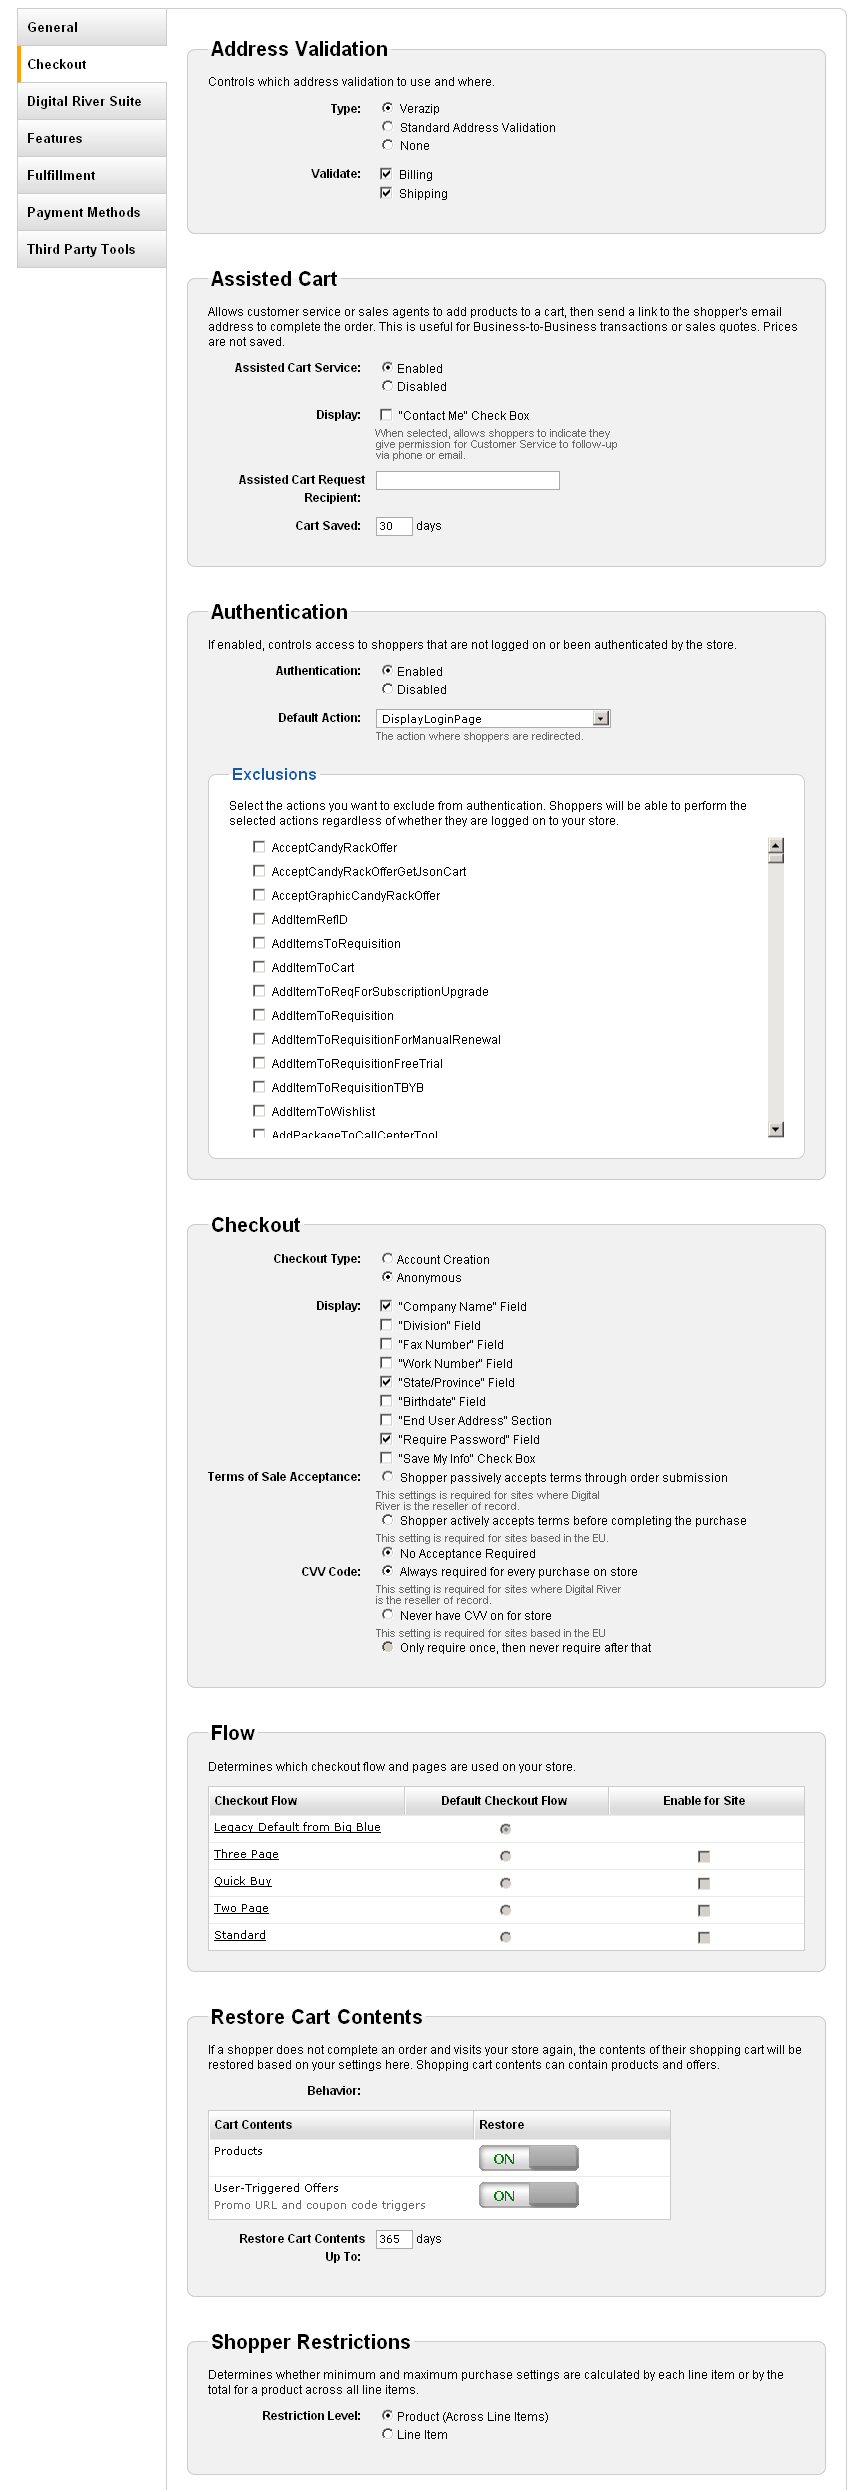 General
Checkout
Digital River Suite
Features
Fulfillment
Payment Methods
Third Party Tools
Address Validation
Controls which address validation to use and where.
Type: Verazip
Standard Address Validation
None
Validate: Billing
Shipping
Assisted Cart
Allows customer service or sales agents to add products to a cart, then send a link to the shopper's email
address to complete the order. This is useful for Business-to-Business transactions or sales quotes. Prices
are not saved.
Assisted Cart Service: Enabled
Disabled
Display: "Contact Me" Check Box
When selected, allows shoppers to indicate they
give permission for Customer Service to follow-up
via phone or email.
Assisted Cart Request
Recipient:
Cart Saved: 30 days
Authentication
If enabled, controls access to shoppers that are not logged on or been authenticated by the store.
Authentication: Enabled
Disabled
Default Action: DisplayLoginPage
The action where shoppers are redirected.
Exclusions
Select the actions you want to exclude from authentication. Shoppers will be able to perform the
selected actions regardless of whether they are logged on to your store.
AcceptCandyRackOffer
AcceptCandyRackOfferGetJsonCart
AcceptGraphicCandyRackOffer
AddItemRefID
AddItemsToRequisition
AddItemToCart
AddItemToReqForSubscriptionUpgrade
AddItemToRequisition
AddItemToRequisitionForManualRenewal
AddItemToRequisitionFreeTrial
AddItemToRequisitionTBYB
AddItemToWishlist
AddPackageToCallCenterTool
Checkout
Checkout Type: Account Creation
Anonymous
Display: "Company Name" Field
"Division" Field
"Fax Number" Field
"Work Number" Field
"State/Province" Field
"Birthdate" Field
"End User Address" Section
"Require Password" Field
"Save My Info" Check Box
Terms of Sale Acceptance: Shopper passively accepts terms through order submission
This settings is required for sites where Digital
River is the reseller of record.
Shopper actively accepts terms before completing the purchase
This setting is required for sites based in the EU.
No Acceptance Required
CVV Code: Always required for every purchase on store
This setting is required for sites where Digital River
is the reseller of record.
Never have CVV on for store
This setting is required for sites based in the EU
Only require once, then never require after that
Flow
Determines which checkout flow and pages are used on your store.
Checkout Flow Default Checkout Flow Enable for Site
Legacy Default from Big Blue
Three Page
Quick Buy
Two Page
Standard
Restore Cart Contents
If a shopper does not complete an order and visits your store again, the contents of their shopping cart will be
restored based on your settings here. Shopping cart contents can contain products and offers.
Behavior:
Cart Contents Restore
Products ON
User-Triggered Offers ON
Promo URL and coupon code triggers
Restore Cart Contents 365 days
Up To:
Shopper Restrictions
Determines whether minimum and maximum purchase settings are calculated by each line item or by the
total for a product across all line items.
Restriction Level: Product (Across Line Items)
Line Item